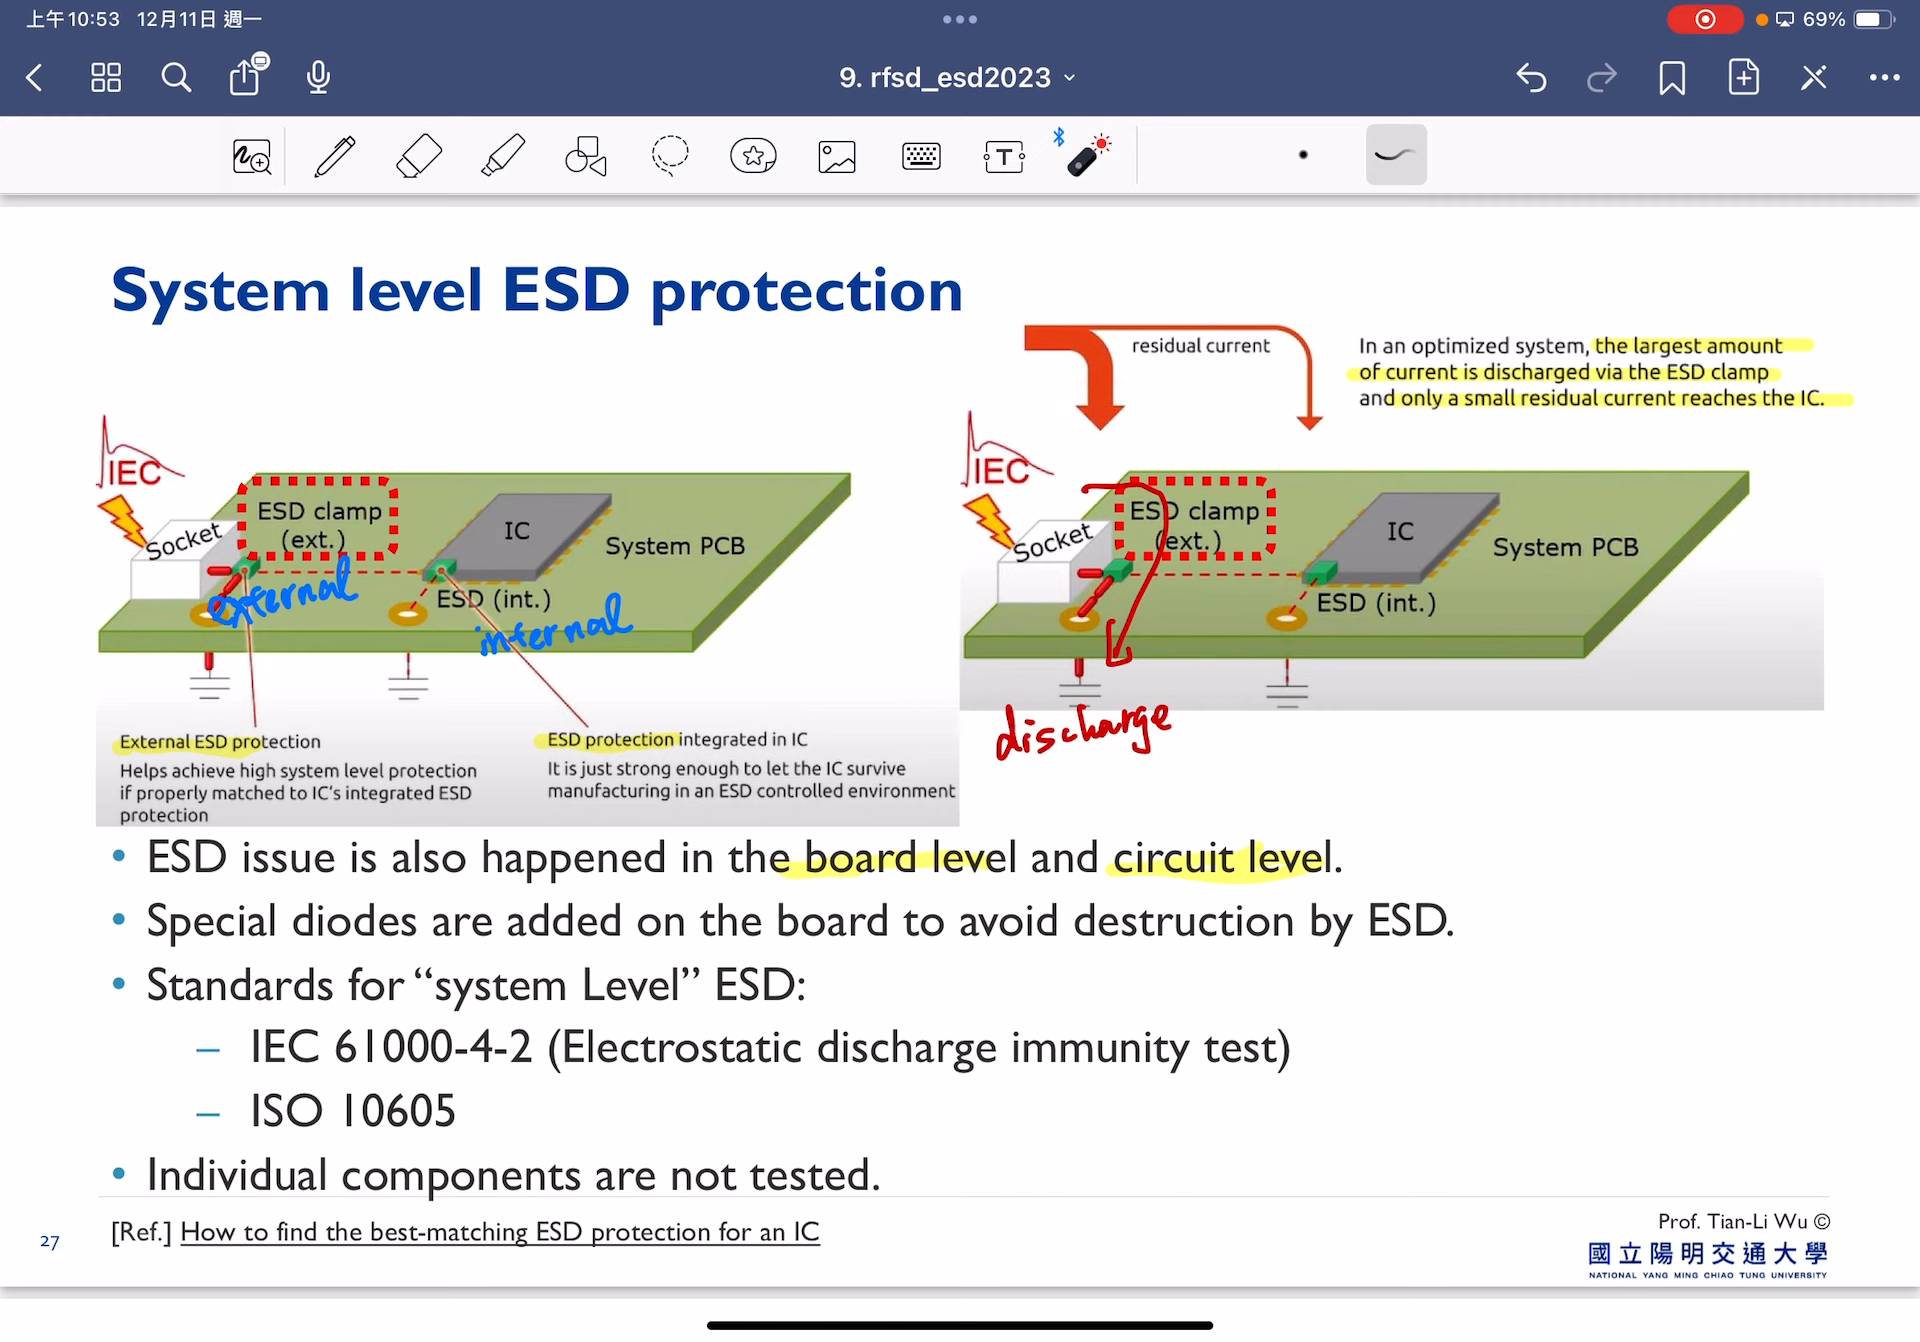 上午10:53 12月11日 週一
69%
9. rfsd_esd2023
System level ESD protection
residual current
In an optimized system, the largest amount
of current is discharged via the ESD clamp
and only a small residual current reaches the IC.
IEC
Socket
ESD clamp
(ext.)
IC
System PCB
ESD (int.)
external
internal
IEC
Socket
ESD clamp
(ext.)
IC
System PCB
ESD (int.)
discharge
External ESD protection
Helps achieve high system level protection
if properly matched to IC's integrated ESD
protection
ESD protection integrated in IC
It is just strong enough to let the IC survive
manufacturing in an ESD controlled environment
• ESD issue is also happened in the board level and circuit level.
• Special diodes are added on the board to avoid destruction by ESD.
• Standards for “system Level” ESD:
– IEC 61000-4-2 (Electrostatic discharge immunity test)
– ISO 10605
• Individual components are not tested.
27
[Ref.] How to find the best-matching ESD protection for an IC
Prof. Tian-Li Wu ©
國立陽明交通大學
NATIONAL YANG MING CHIAO TUNG UNIVERSITY